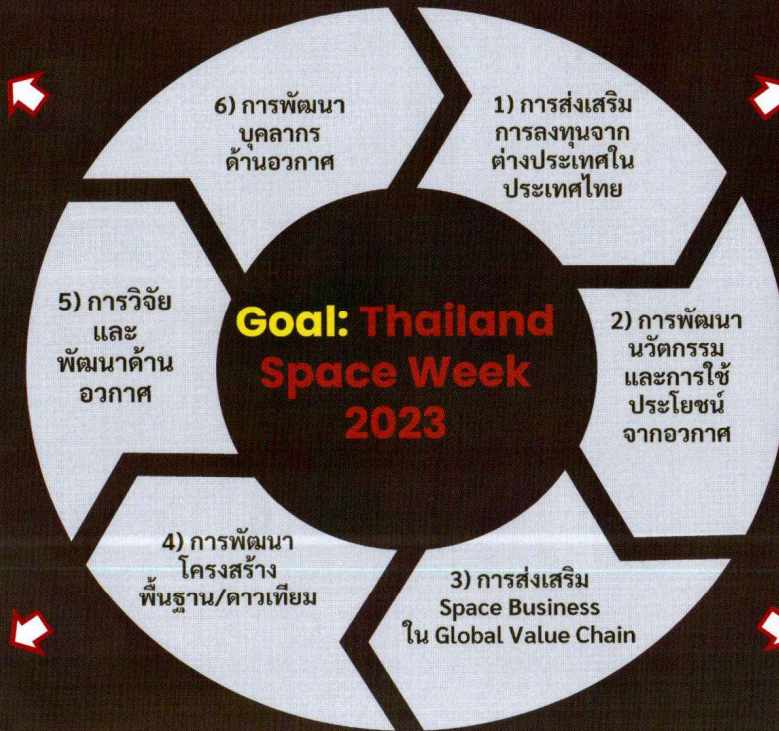 6) การพัฒนา
บุคลากร
ด้านอวกาศ
1) การส่งเสริม
การลงทุนจาก
ต่างประเทศใน
ประเทศไทย
5) การวิจัย
และ
พัฒนาด้าน
อวกาศ
Goal: Thailand
Space Week
2023
2) การพัฒนา
นวัตกรรม
และการใช้
ประโยชน์
จากอวกาศ
4) การพัฒนา
โครงสร้าง
พื้นฐาน/ดาวเทียม
3) การส่งเสริม
Space Business
ใน Global Value Chain